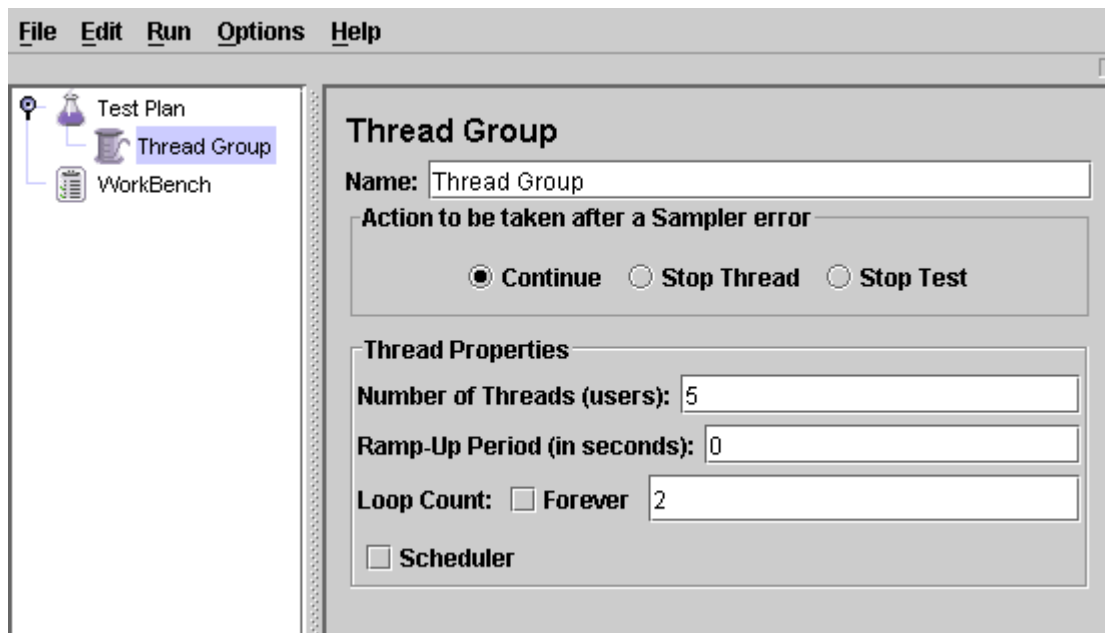 File Edit Run Options Help
Test Plan
Thread Group
WorkBench
Thread Group
Name: Thread Group
Action to be taken after a Sampler error
Continue Stop Thread Stop Test
Thread Properties
Number of Threads (users): 5
Ramp-Up Period (in seconds): 0
Loop Count: Forever 2
Scheduler